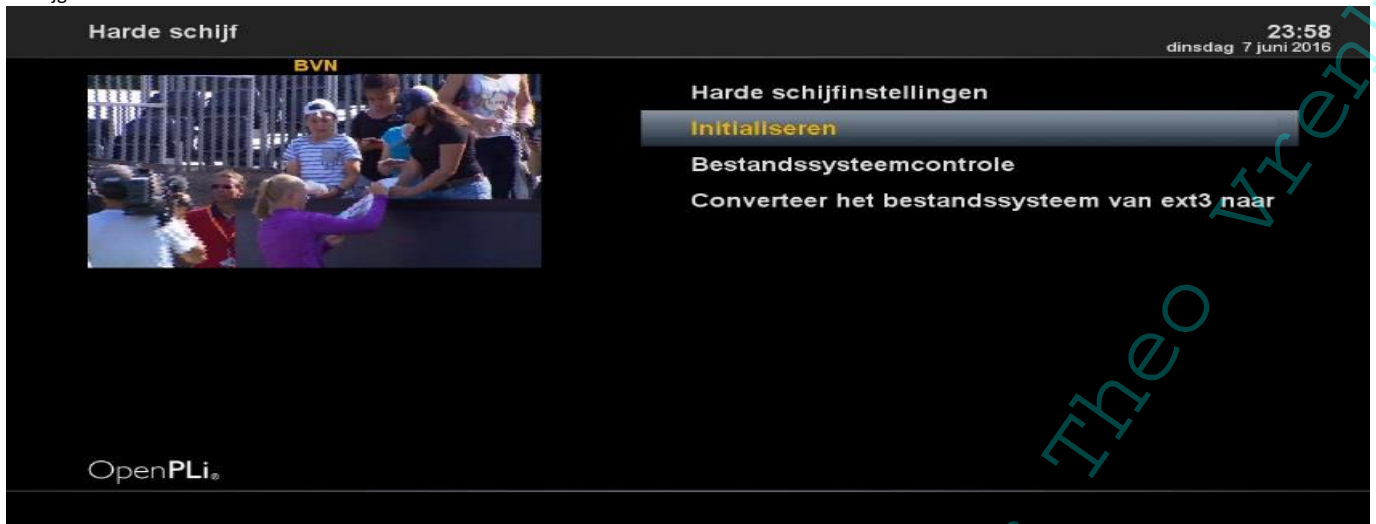 Harde schijf
23:58
dinsdag 7 juni 2016
BVN
Harde schijfinstellingen
Initialiseren
Bestandssysteemcontrole
Converteer het bestandssysteem van ext3 naar
OpenPLi®
Theo